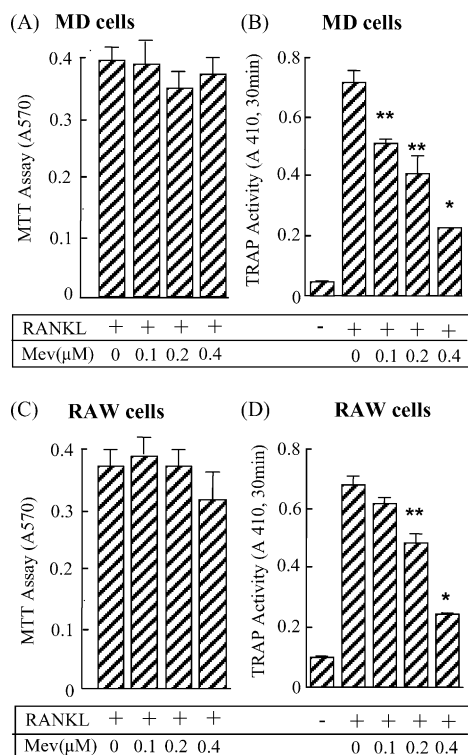 (A) MD cells
(B) MD cells
MTT Assay (A570)
0.4
0.3
0.1
0
TRAP Activity (A 410, 30min)
0.8
0.6
0.4
0.2
0
**
**
*
RANKL + + + + - + + + +
Mev(μM) 0 0.1 0.2 0.4 0 0.1 0.2 0.4
(C) RAW cells
(D) RAW cells
MTT Assay (A570)
0.4
0.3
0.1
0
TRAP Activity (A 410, 30min)
0.8
0.6
0.4
0.2
0
**
*
RANKL + + + + - + + + +
Mev(μM) 0 0.1 0.2 0.4 0 0.1 0.2 0.4